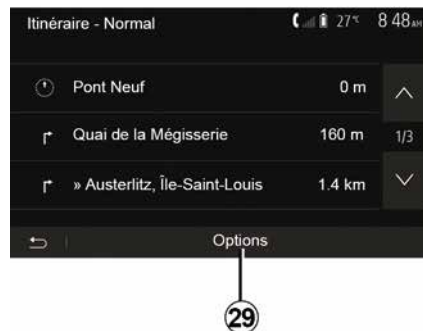 Itinéraire - Normal 27°C 8 48 AM
Pont Neuf 0 m
Quai de la Mégisserie 160 m 1/3
» Austerlitz, Île-Saint-Louis 1.4 km
Options
29